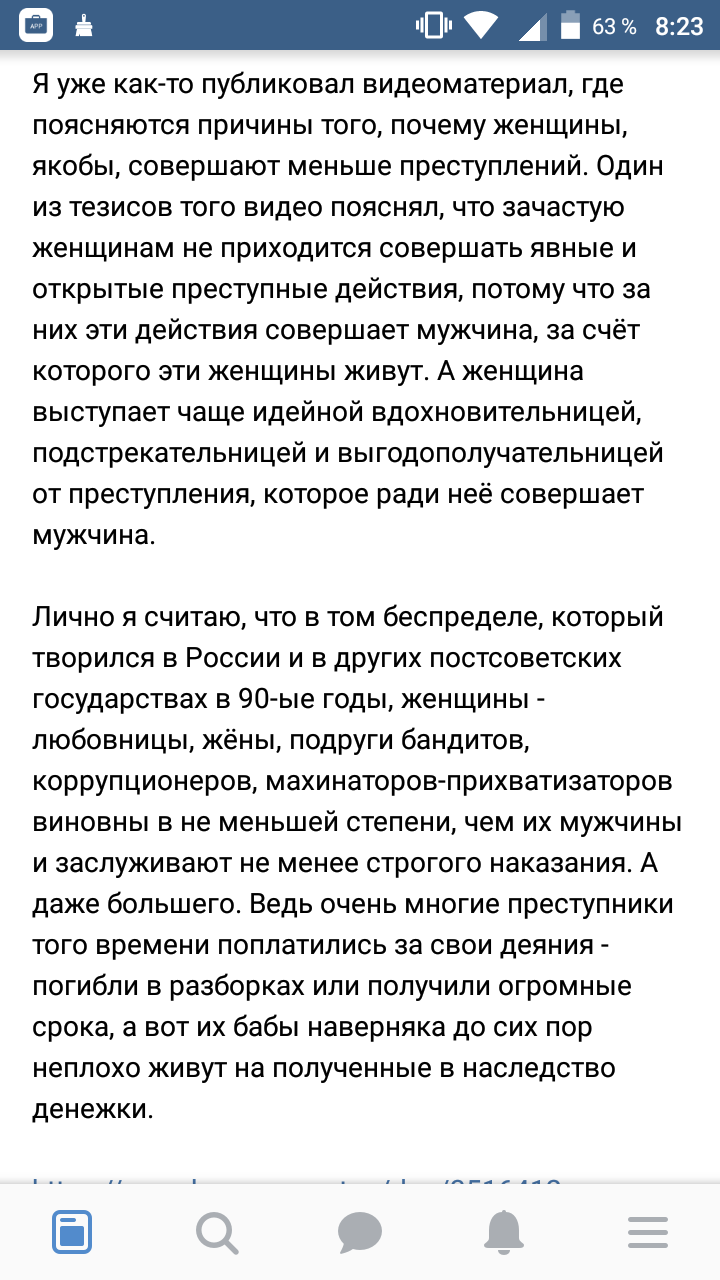 APP
63 % 8:23
Я уже как-то публиковал видеоматериал, где
поясняются причины того, почему женщины,
якобы, совершают меньше преступлений. Один
из тезисов того видео пояснял, что зачастую
женщинам не приходится совершать явные и
открытые преступные действия, потому что за
них эти действия совершает мужчина, за счёт
которого эти женщины живут. А женщина
выступает чаще идейной вдохновительницей,
подстрекательницей и выгодополучательницей
от преступления, которое ради неё совершает
мужчина.
Лично я считаю, что в том беспределе, который
творился в России и в других постсоветских
государствах в 90-ые годы, женщины -
любовницы, жёны, подруги бандитов,
коррупционеров, махинаторов-прихватизаторов
виновны в не меньшей степени, чем их мужчины
и заслуживают не менее строгого наказания. А
даже большего. Ведь очень многие преступники
того времени поплатились за свои деяния -
погибли в разборках или получили огромные
срока, а вот их бабы наверняка до сих пор
неплохо живут на полученные в наследство
денежки.